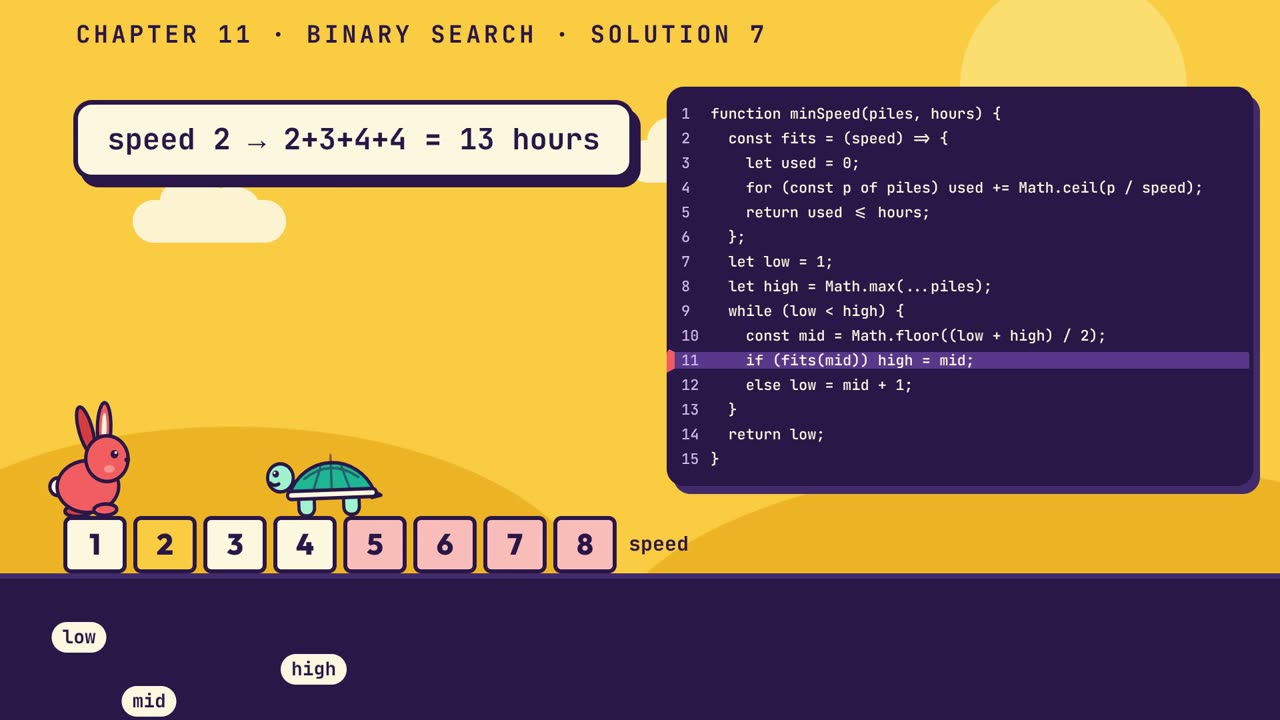 CHAPTER 11 · BINARY SEARCH · SOLUTION 7
speed 2 → 2+3+4+4 = 13 hours
1 function minSpeed(piles, hours) {
2 const fits = (speed) => {
3 let used = 0;
4 for (const p of piles) used += Math.ceil(p / speed);
5 return used <= hours;
6 };
7 let low = 1;
8 let high = Math.max(...piles);
9 while (low < high) {
10 const mid = Math.floor((low + high) / 2);
11 if (fits(mid)) high = mid;
12 else low = mid + 1;
13 }
14 return low;
15 }
1 2 3 4 5 6 7 8 speed
low
high
mid